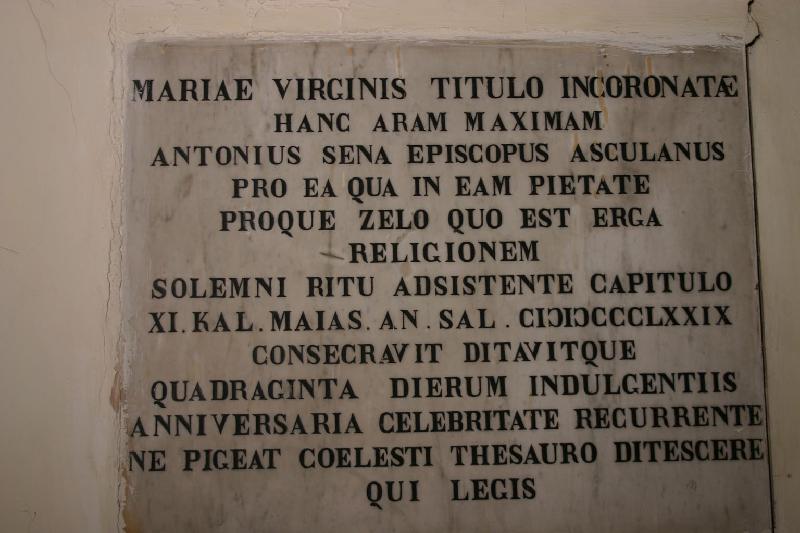 MARIAE VIRGINIS TITULO INCORONATÆ
HANC ARAM MAXIMAM
ANTONIUS SENA EPISCOPUS ASCULANUS
PRO EA QUA IN EAM PIETATE
PROQUE ZELO QUO EST ERGA
RELIGIONEM
SOLEMNI RITU ADSISTENTE CAPITULO
XI. KAL. MAIAS. AN. SAL. CIƆIƆCCCLXXIX
CONSECRAVIT DITAVITQUE
QUADRAGINTA DIERUM INDULGENTIIS
ANNIVERSARIA CELEBRITATE RECURRENTE
NE PIGEAT COELESTI THESAURO DITESCERE
QUI LEGIS